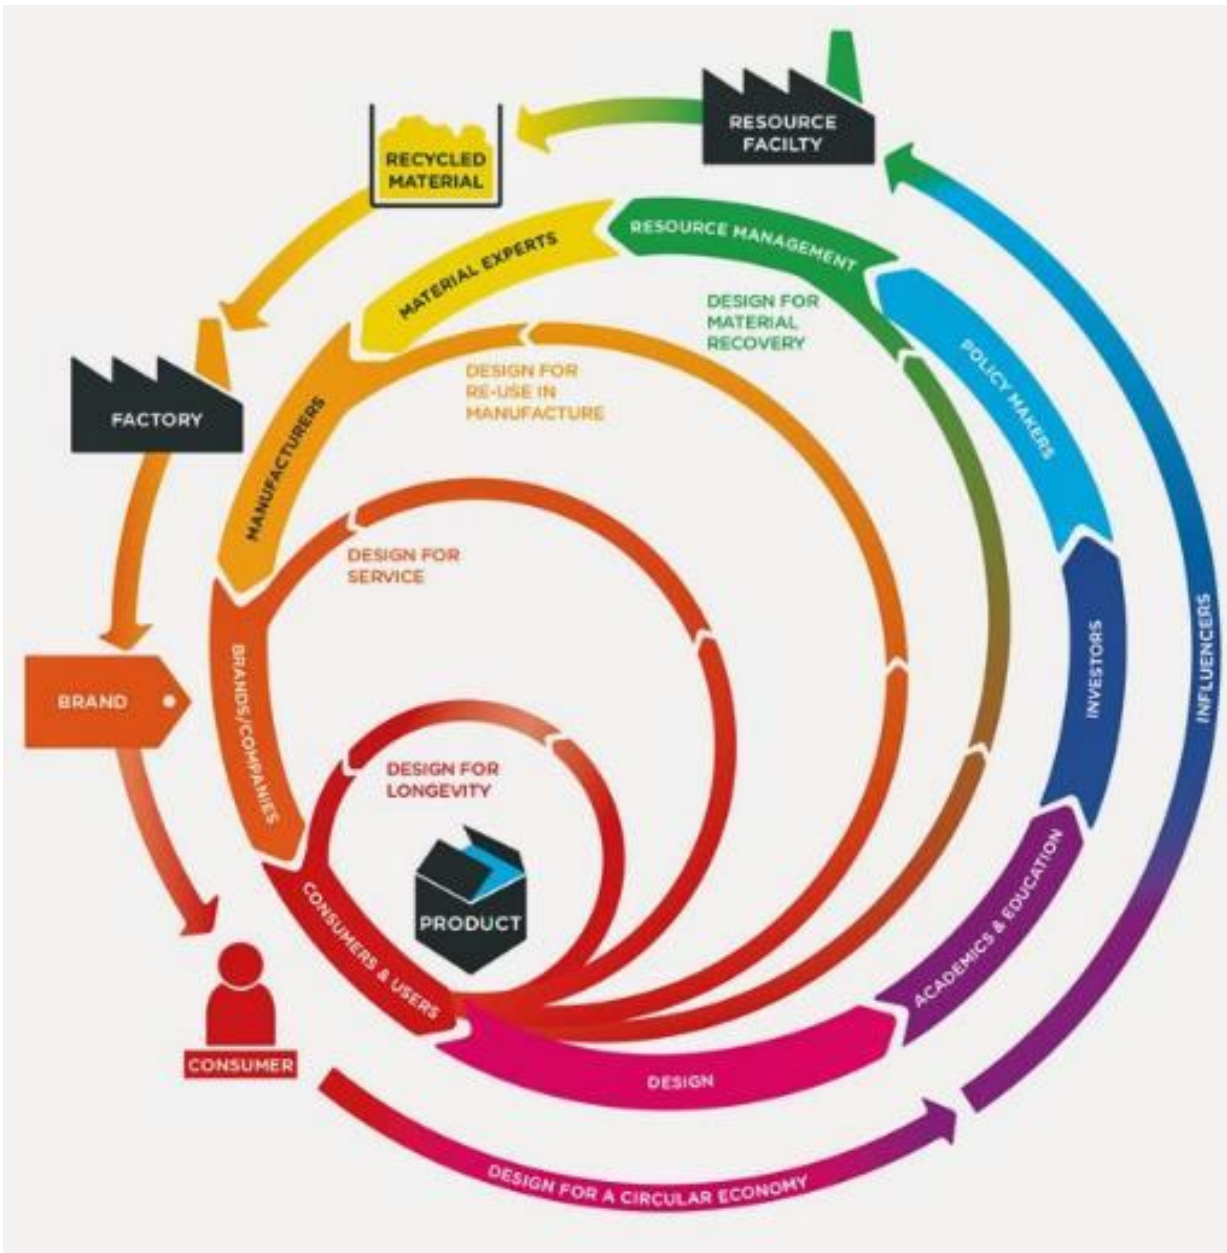 RESOURCE
FACILTY
RECYCLED
MATERIAL
RESOURCE MANAGEMENT
MATERIAL EXPERTS
DESIGN FOR
MATERIAL
RECOVERY
POLICY MAKERS
DESIGN FOR
RE-USE IN
MANUFACTURE
FACTORY
MANUFACTURERS
DESIGN FOR
SERVICE
INVESTORS
INFLUENCERS
BRAND
BRANDS/COMPANIES
DESIGN FOR
LONGEVITY
PRODUCT
CONSUMERS & USERS
ACADEMICS & EDUCATION
CONSUMER
DESIGN
DESIGN FOR A CIRCULAR ECONOMY